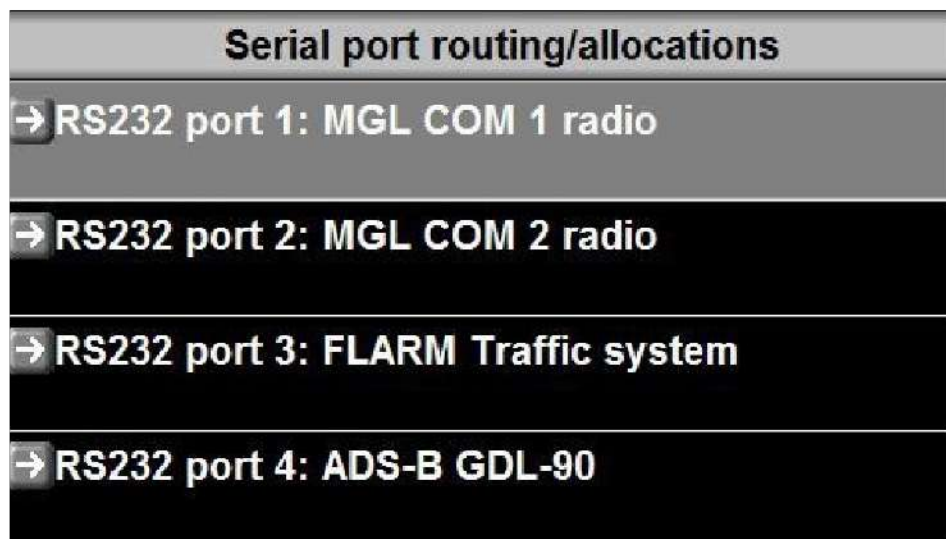 Serial port routing/allocations
RS232 port 1: MGL COM 1 radio
RS232 port 2: MGL COM 2 radio
RS232 port 3: FLARM Traffic system
RS232 port 4: ADS-B GDL-90